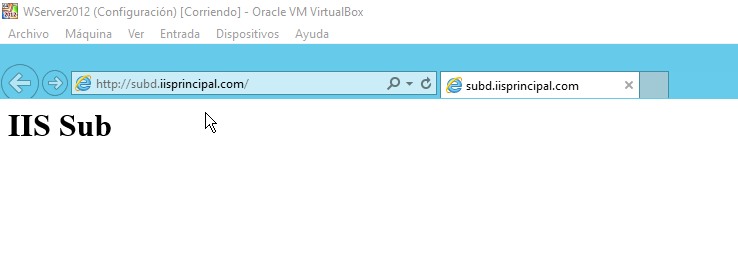 WServer2012 (Configuración) [Corriendo] - Oracle VM VirtualBox
Archivo Máquina Ver Entrada Dispositivos Ayuda
http://subd.iisprincipal.com/ subd.iisprincipal.com
IIS Sub